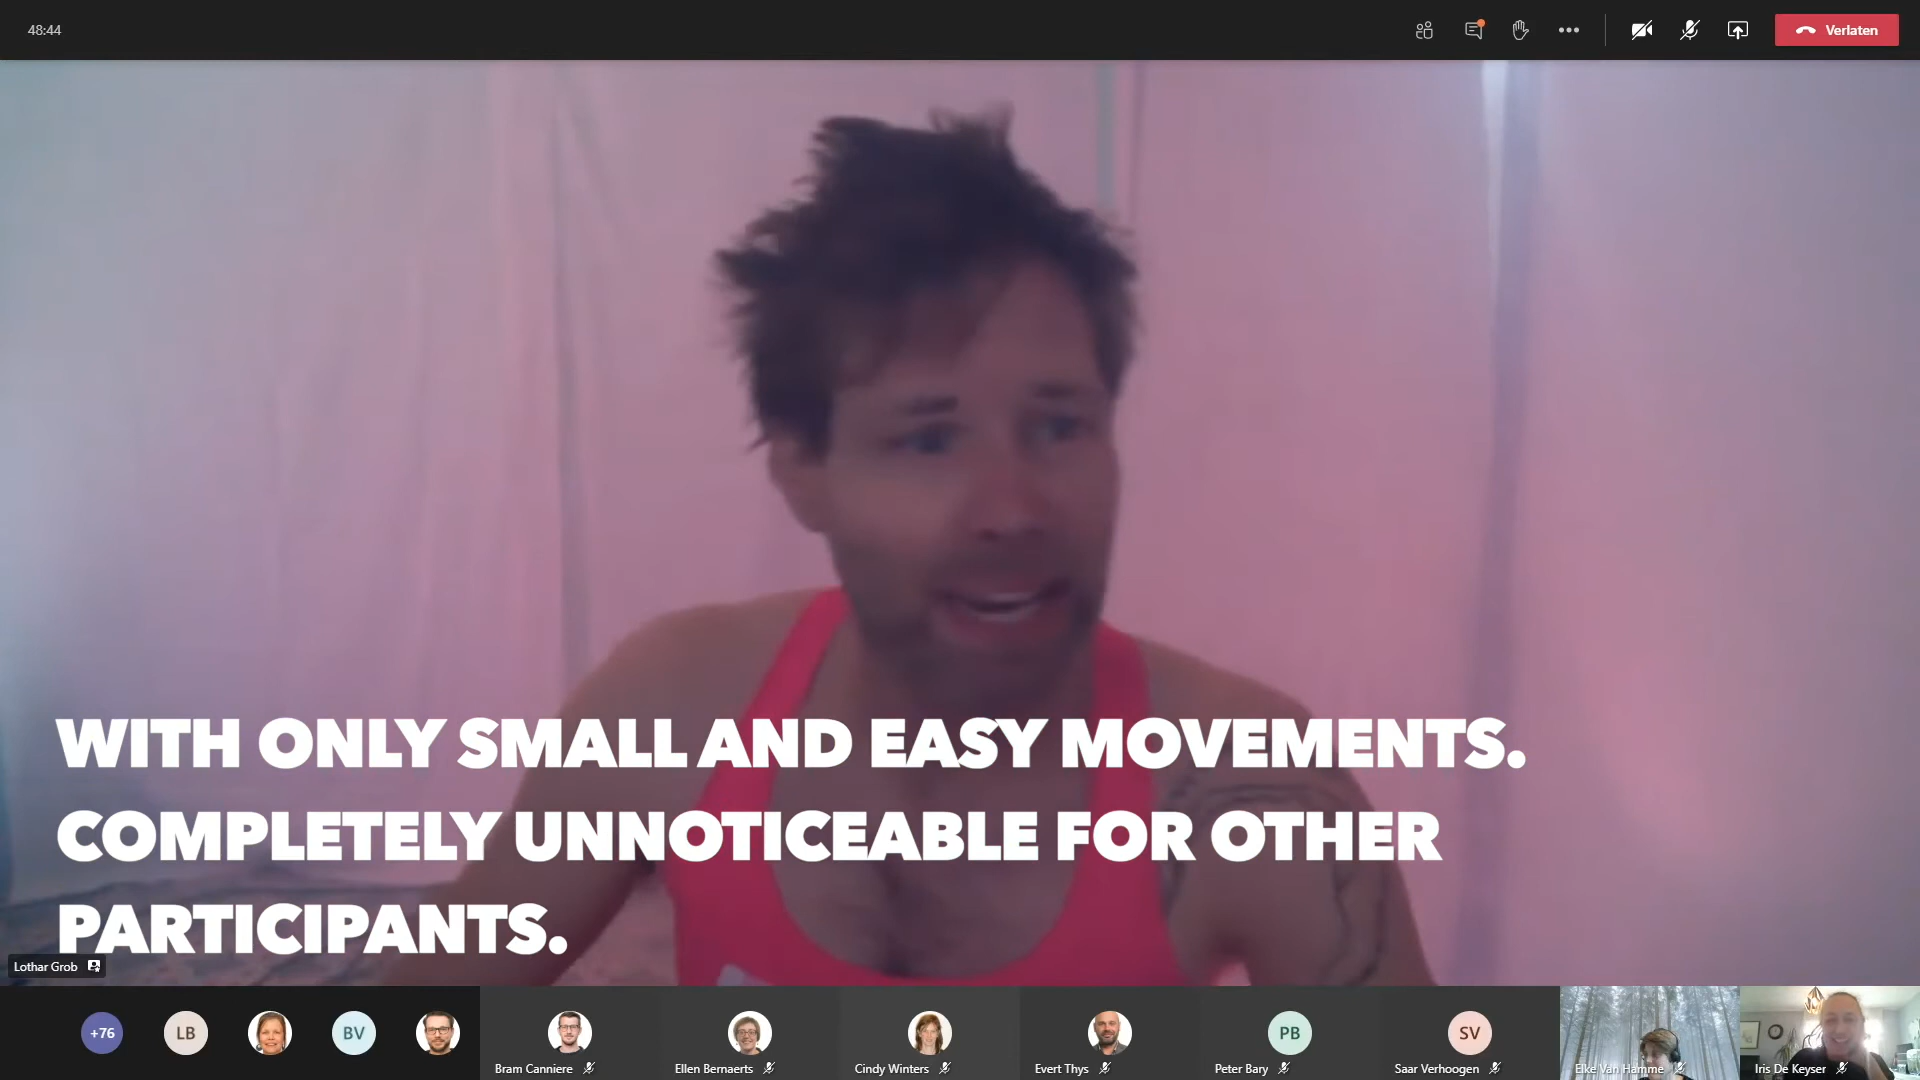 48:44
Verlaten
WITH ONLY SMALL AND EASY MOVEMENTS.
COMPLETELY UNNOTICEABLE FOR OTHER
PARTICIPANTS.
Lothar Grob
+76
LB
BV
PB
SV
Bram Canniere
Ellen Bernaerts
Cindy Winters
Evert Thys
Peter Bary
Saar Verhoogen
Elke Van Hamme
Iris De Keyser